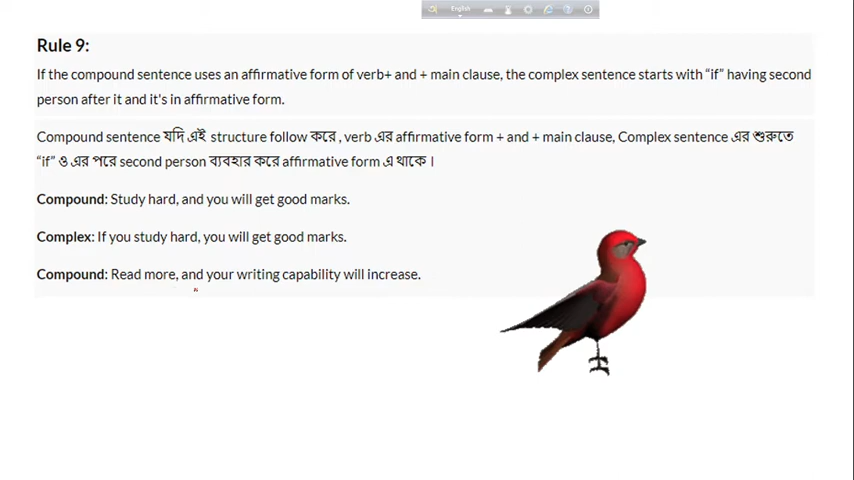 English
Rule 9:
If the compound sentence uses an affirmative form of verb+ and + main clause, the complex sentence starts with “if” having second
person after it and it's in affirmative form.
Compound sentence যদি এই structure follow করে , verb এর affirmative form + and + main clause, Complex sentence এর শুরুতে
“if” ও এর পরে second person ব্যবহার করে affirmative form এ থাকে ।
Compound: Study hard, and you will get good marks.
Complex: If you study hard, you will get good marks.
Compound: Read more, and your writing capability will increase.